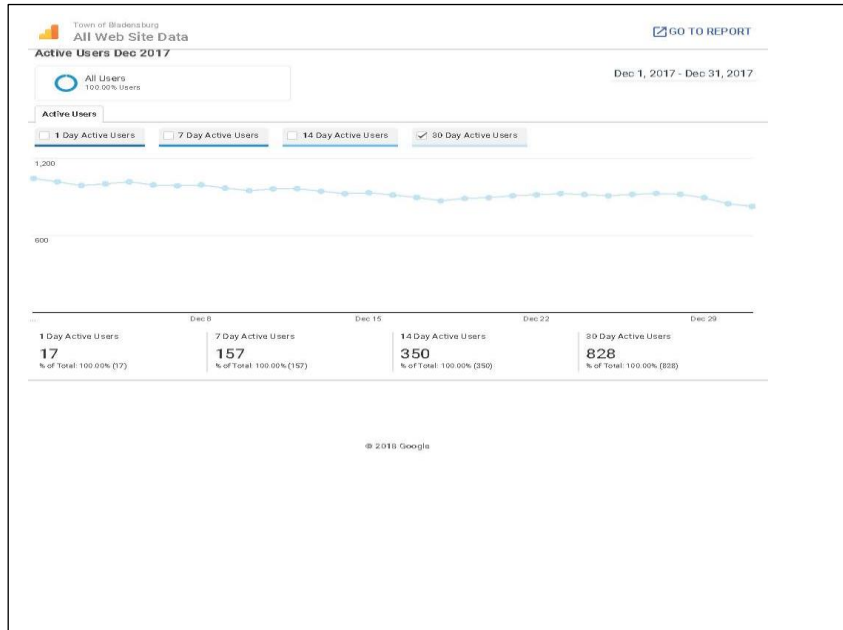 Town of Bladensburg
All Web Site Data
GO TO REPORT
Active Users Dec 2017
All Users
100.00% Users
Dec 1, 2017 - Dec 31, 2017
Active Users
1 Day Active Users
7 Day Active Users
14 Day Active Users
30 Day Active Users
1,200
600
...
Dec 8
Dec 15
Dec 22
Dec 29
1 Day Active Users
17
% of Total: 100.00% (17)
7 Day Active Users
157
% of Total: 100.00% (157)
14 Day Active Users
350
% of Total: 100.00% (350)
30 Day Active Users
828
% of Total: 100.00% (828)
© 2018 Google